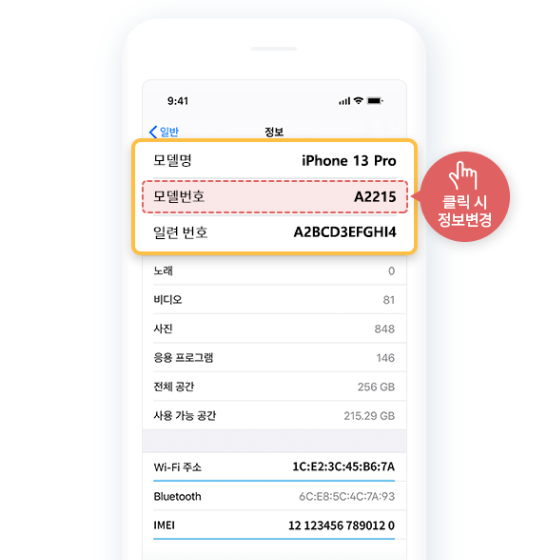 9:41
일반 정보
모델명 iPhone 13 Pro
모델번호 A2215
일련 번호 A2BCD3EFGHI4
클릭 시
정보변경
노래 0
비디오 81
사진 848
응용 프로그램 146
전체 공간 256 GB
사용 가능 공간 215.29 GB
Wi-Fi 주소 1C:E2:3C:45:B6:7A
Bluetooth 6C:E8:5C:4C:7A:93
IMEI 12 123456 789012 0